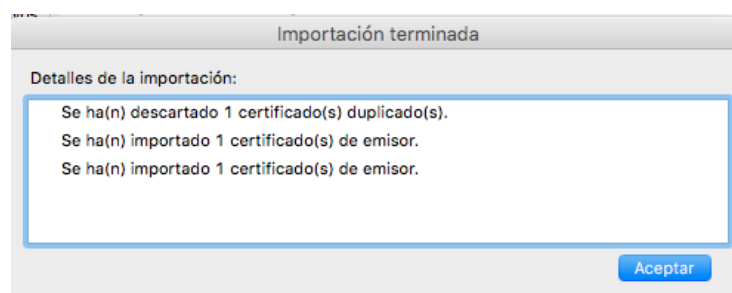 Importación terminada
Detalles de la importación:
Se ha(n) descartado 1 certificado(s) duplicado(s).
Se ha(n) importado 1 certificado(s) de emisor.
Se ha(n) importado 1 certificado(s) de emisor.
Aceptar